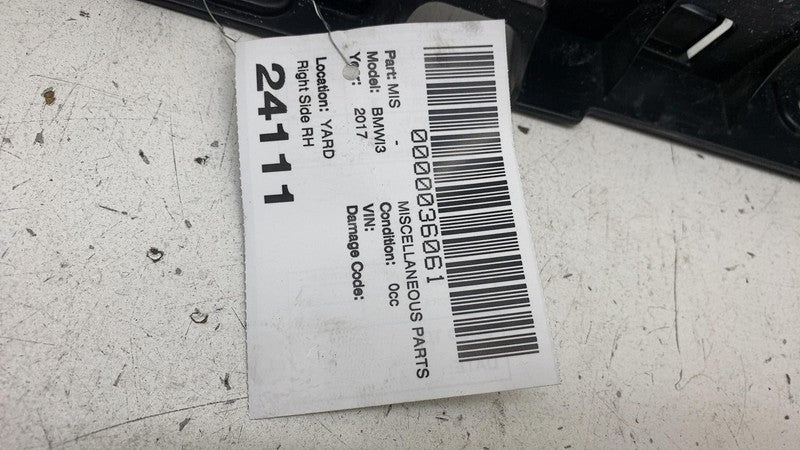 0000036061
Part: MIS - MISCELLANEOUS PARTS
Model: BMWI3 Condition: 0cc
Year: 2017 VIN:
Damage Code:
Location: YARD
Right Side RH
24111